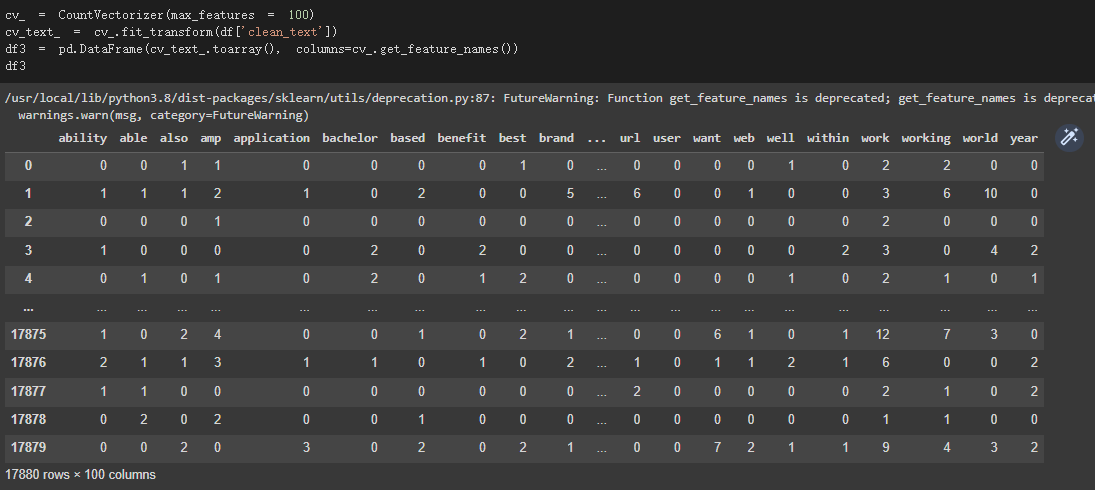 cv_ = CountVectorizer(max_features = 100)
cv_text_ = cv_.fit_transform(df['clean_text'])
df3 = pd.DataFrame(cv_text_.toarray(), columns=cv_.get_feature_names())
df3
/usr/local/lib/python3.8/dist-packages/sklearn/utils/deprecation.py:87: FutureWarning: Function get_feature_names is deprecated; get_feature_names is deprecat
warnings.warn(msg, category=FutureWarning)
ability able also amp application bachelor based benefit best brand ... url user want web well within work working world year
0 0 0 1 1 0 0 0 0 1 0 ... 0 0 0 0 1 0 2 2 0 0
1 1 1 1 2 1 0 2 0 0 5 ... 6 0 0 1 0 0 3 6 10 0
2 0 0 0 1 0 0 0 0 0 0 ... 0 0 0 0 0 0 2 0 0 0
3 1 0 0 0 0 2 0 2 0 0 ... 0 0 0 0 0 2 3 0 4 2
4 0 1 0 1 0 2 0 1 2 0 ... 0 0 0 0 1 0 2 1 0 1
... ... ... ... ... ... ... ... ... ... ... ... ... ... ... ... ... ... ... ... ... ...
17875 1 0 2 4 0 0 1 0 2 1 ... 0 0 6 1 0 1 12 7 3 0
17876 2 1 1 3 1 1 0 1 0 2 ... 1 0 1 1 2 1 6 0 0 2
17877 1 1 0 0 0 0 0 0 0 0 ... 2 0 0 0 0 0 2 1 0 2
17878 0 2 0 2 0 0 1 0 0 0 ... 0 0 0 0 0 0 1 1 0 0
17879 0 0 2 0 3 0 2 0 2 1 ... 0 0 7 2 1 1 9 4 3 2
17880 rows × 100 columns